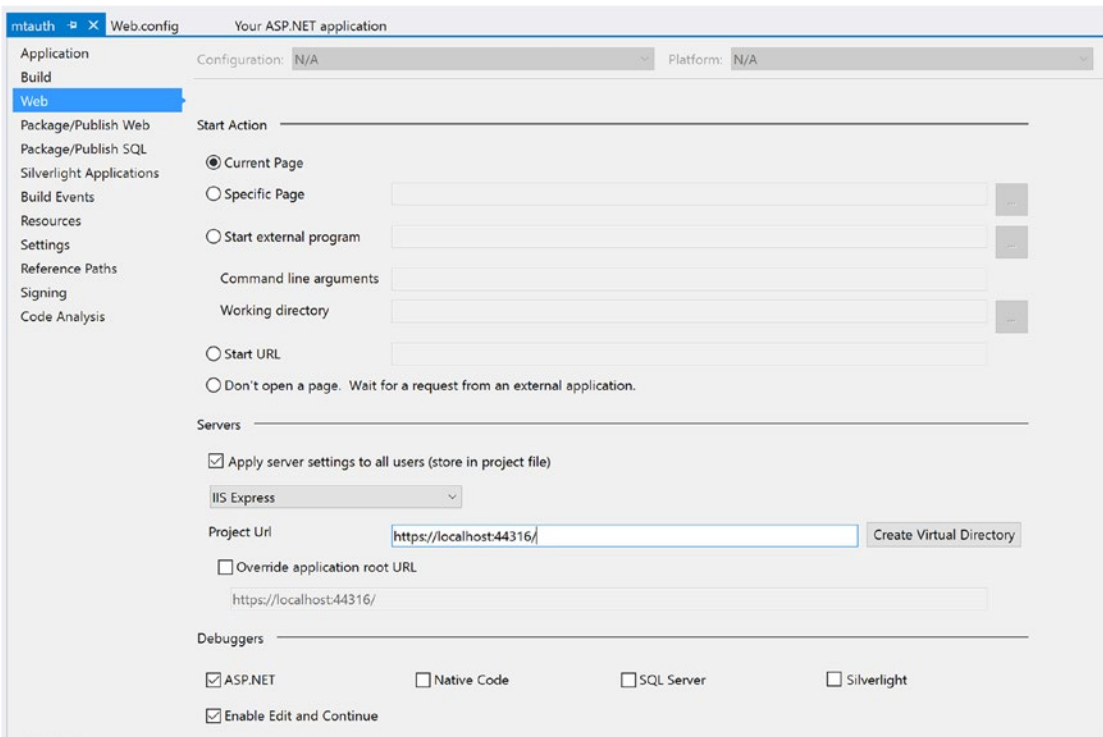 mtauth Web.config Your ASP.NET application
Application
Build
Web
Package/Publish Web
Package/Publish SQL
Silverlight Applications
Build Events
Resources
Settings
Reference Paths
Signing
Code Analysis
Configuration: N/A Platform: N/A
Start Action
Current Page
Specific Page
...
Start external program
...
Command line arguments
Working directory
...
Start URL
Don't open a page. Wait for a request from an external application.
Servers
Apply server settings to all users (store in project file)
IIS Express
Project Url https://localhost:44316/ Create Virtual Directory
Override application root URL
https://localhost:44316/
Debuggers
ASP.NET Native Code SQL Server Silverlight
Enable Edit and Continue